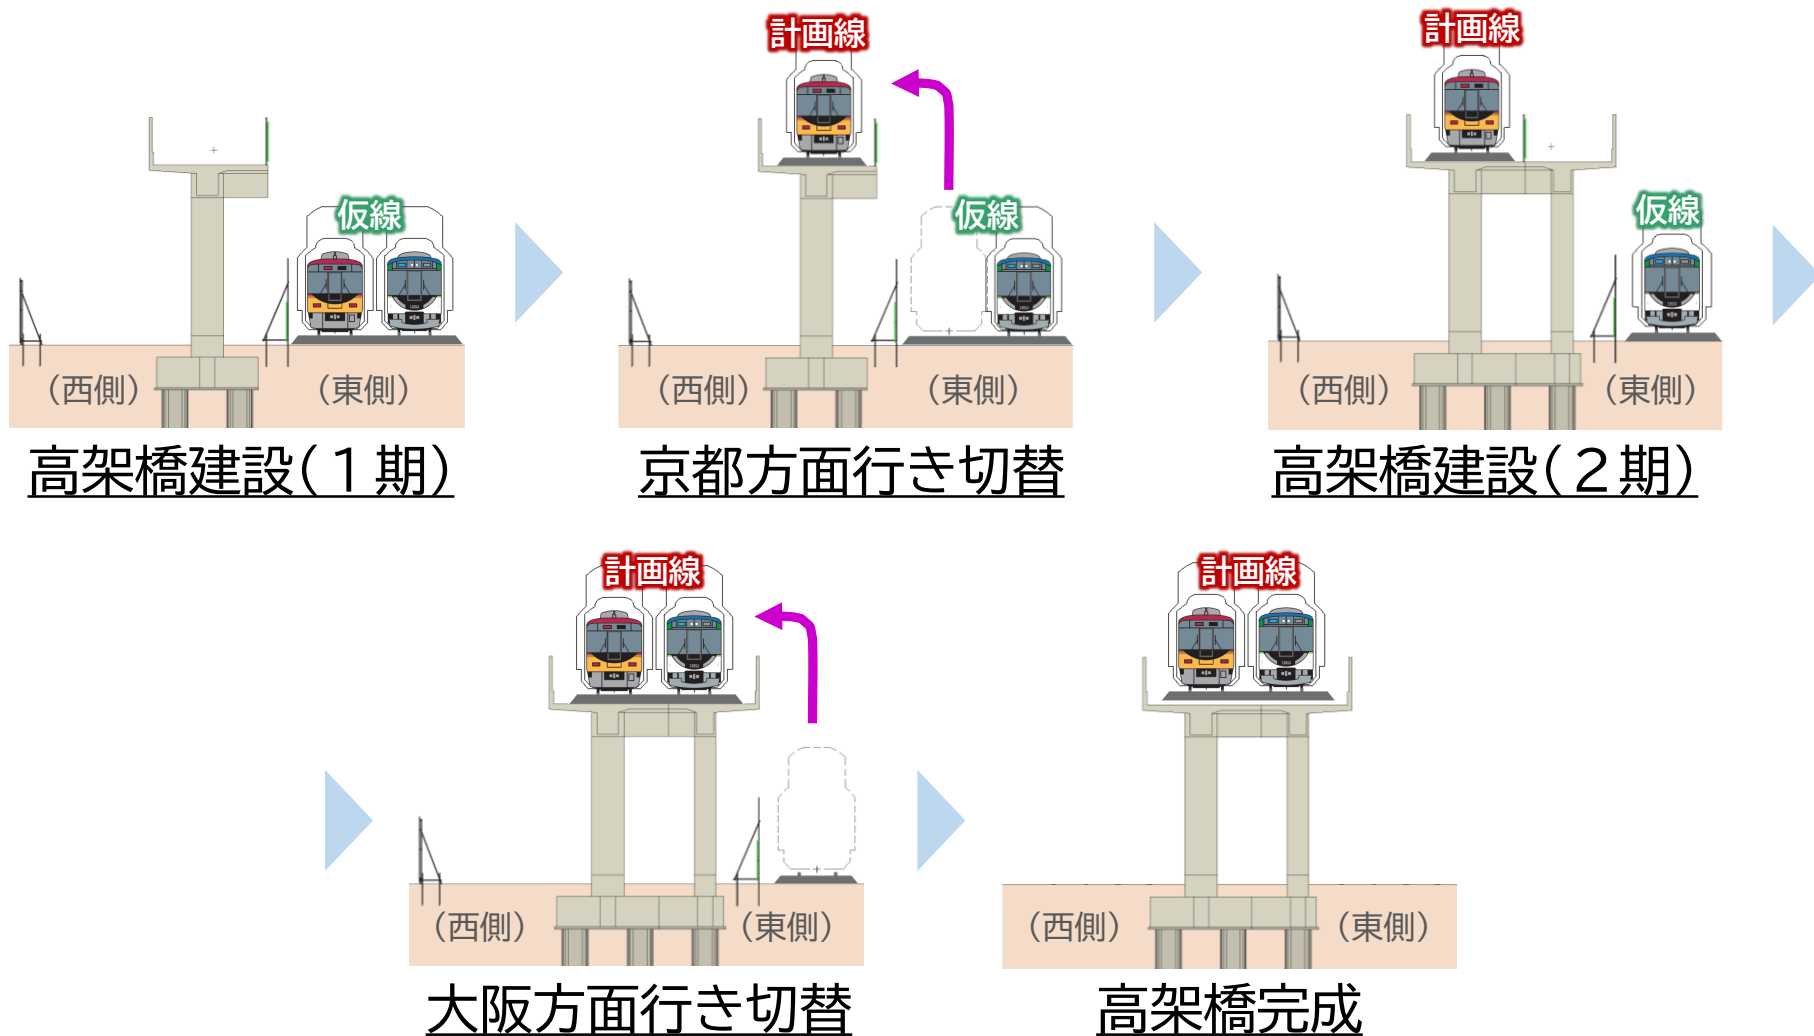 計画線
計画線
仮線
仮線
仮線
（西側）
（東側）
（西側）
（東側）
（西側）
（東側）
高架橋建設（１期）
京都方面行き切替
高架橋建設（２期）
計画線
計画線
（西側）
（東側）
（西側）
（東側）
大阪方面行き切替
高架橋完成